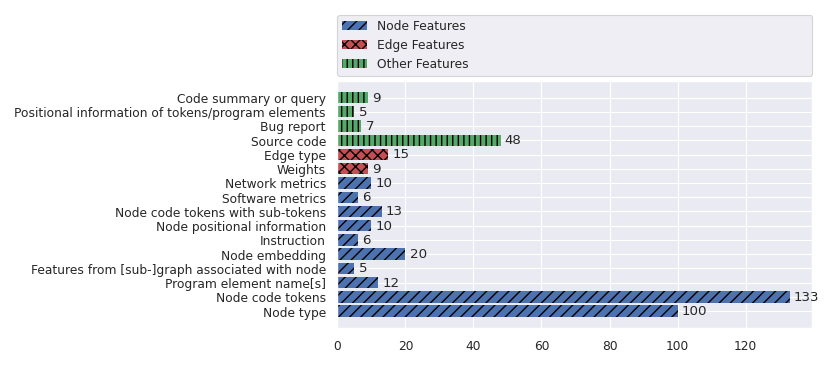 Node Features
Edge Features
Other Features
Code summary or query 9
Positional information of tokens/program elements 5
Bug report 7
Source code 48
Edge type 15
Weights 9
Network metrics 10
Software metrics 6
Node code tokens with sub-tokens 13
Node positional information 10
Instruction 6
Node embedding 20
Features from [sub-]graph associated with node 5
Program element name[s] 12
Node code tokens 133
Node type 100
0 20 40 60 80 100 120